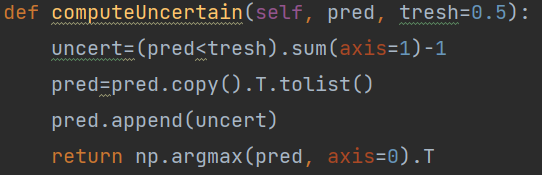 def computeUncertain(self, pred, tresh=0.5):
    uncert=(pred<tresh).sum(axis=1)-1
    pred=pred.copy().T.tolist()
    pred.append(uncert)
    return np.argmax(pred, axis=0).T